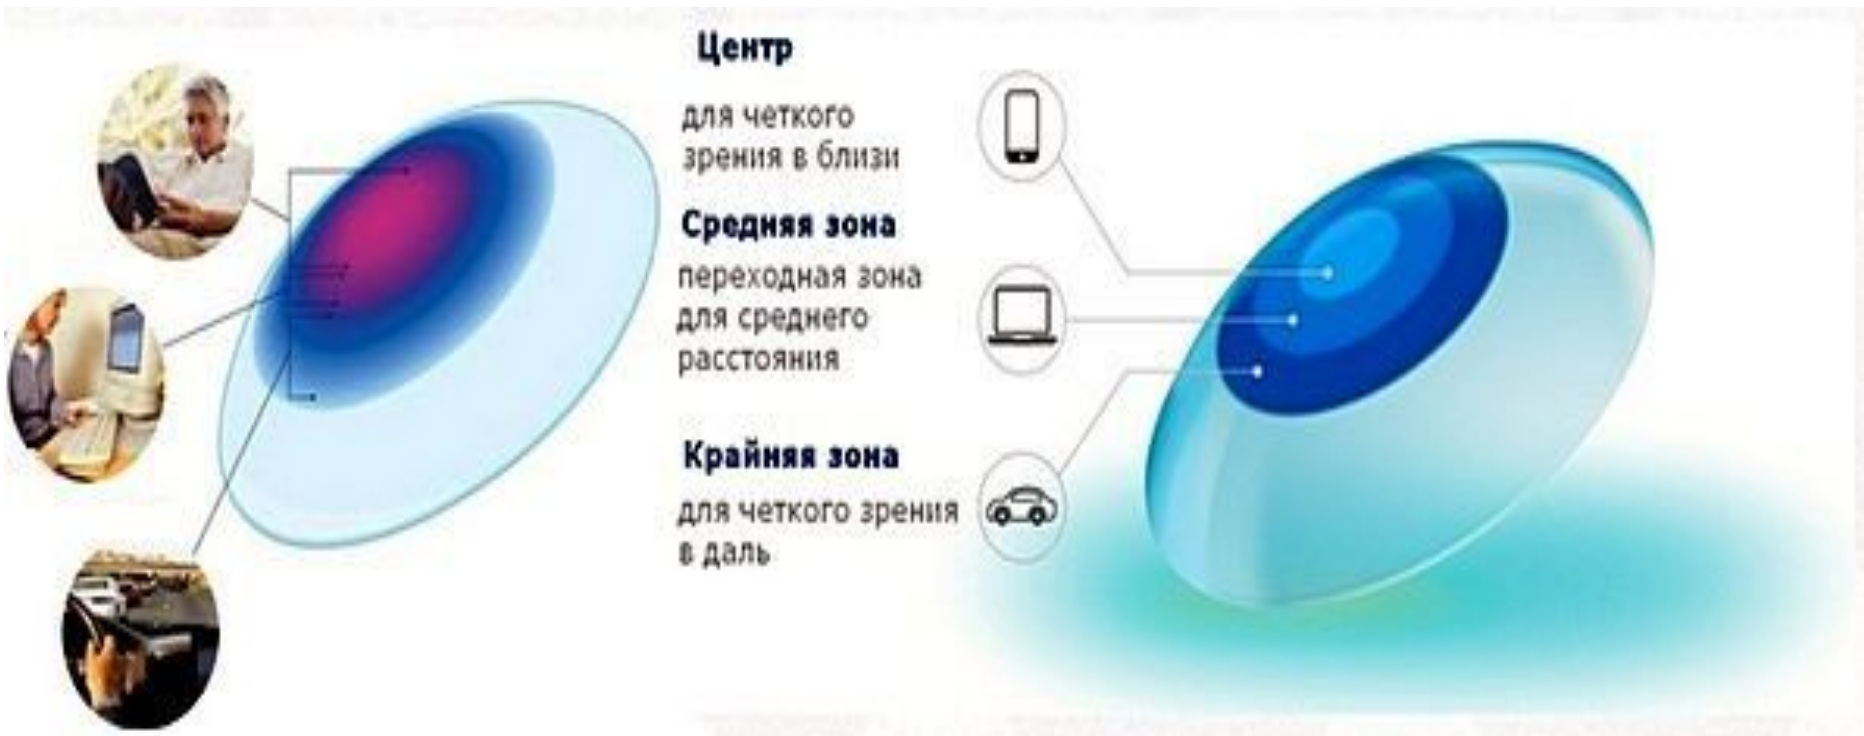 Центр
для четкого
зрения в близи
Средняя зона
переходная зона
для среднего
расстояния
Крайняя зона
для четкого зрения
в даль